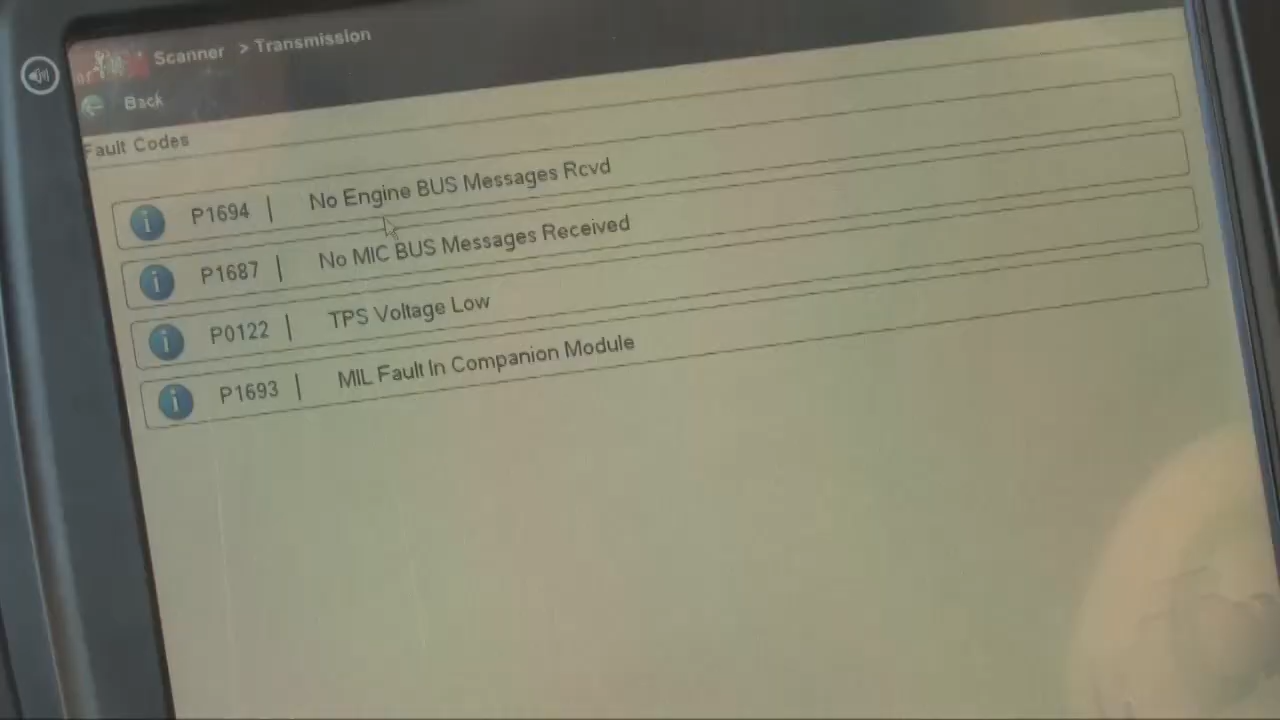 Scanner > Transmission
Back
Fault Codes
P1694 | No Engine BUS Messages Rcvd
P1687 | No MIC BUS Messages Received
P0122 | TPS Voltage Low
P1693 | MIL Fault In Companion Module